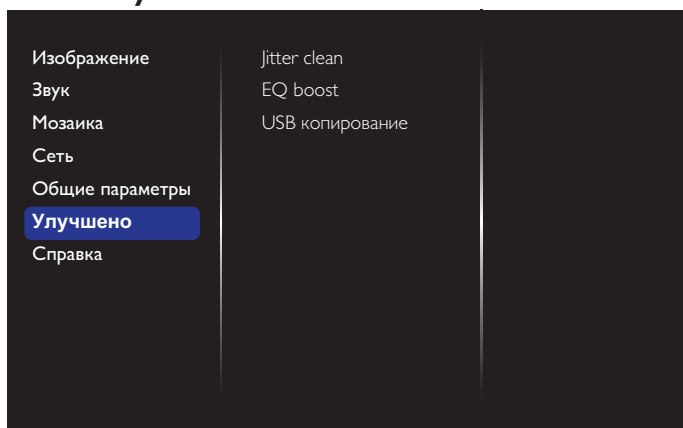 Изображение
Звук
Мозаика
Сеть
Общие параметры
Улучшено
Справка
Jitter clean
EQ boost
USB копирование